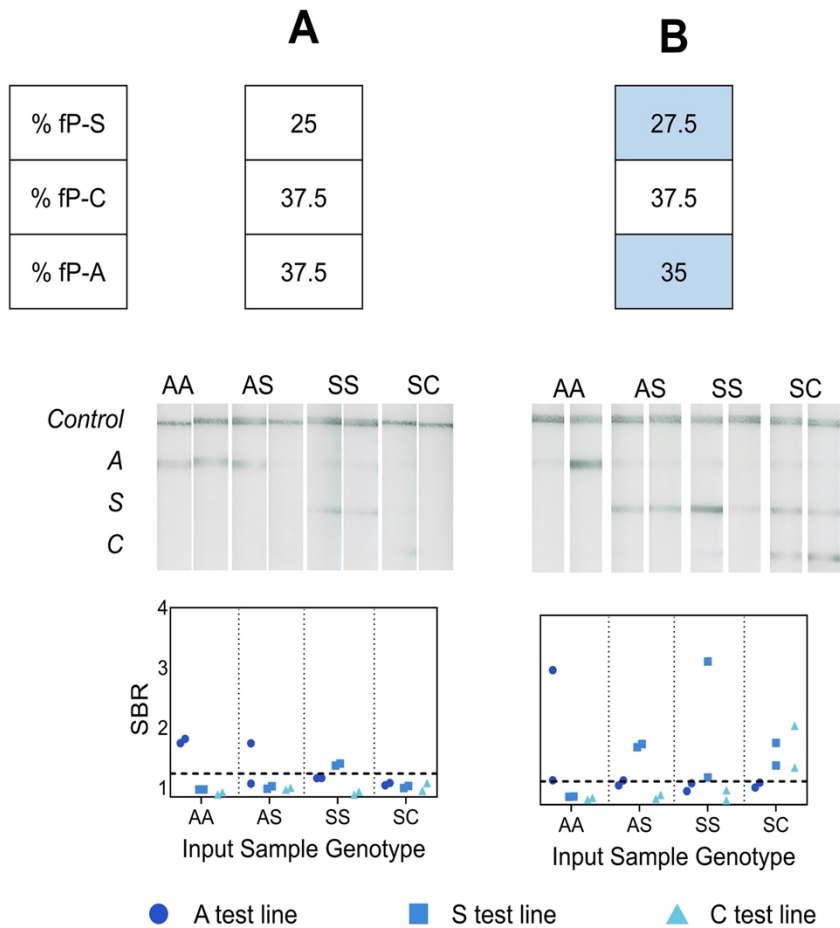 A
B
% fP-S
25
27.5
% fP-C
37.5
37.5
% fP-A
37.5
35
AA AS SS SC
AA AS SS SC
Control
A
S
C
4
3
2
1
SBR
AA AS SS SC
AA AS SS SC
Input Sample Genotype
Input Sample Genotype
A test line
S test line
C test line